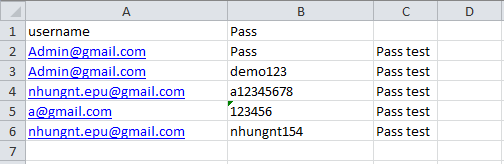 A B C D
1 username Pass
2 Admin@gmail.com Pass Pass test
3 Admin@gmail.com demo123 Pass test
4 nhungnt.epu@gmail.com a12345678 Pass test
5 a@gmail.com 123456 Pass test
6 nhungnt.epu@gmail.com nhungnt154 Pass test
7